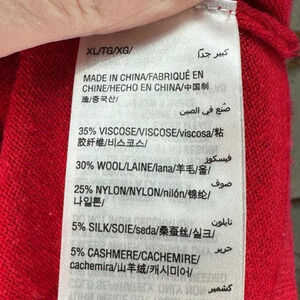 كبير جداً
XL/TG/XG/
MADE IN CHINA/FABRIQUÉ EN
CHINE/HECHO EN CHINA/中国制
造/중국산/
صنع في الصين
35% VISCOSE/VISCOSE/viscosa/粘
胶纤维/비스코스/
فيسكوز
30% WOOL/LAINE/lana/羊毛/울/
صوف
25% NYLON/NYLON/nilón/锦纶/
나일론/
نايلون
5% SILK/SOIE/seda/桑蚕丝/실크/
حرير
5% CASHMERE/CACHEMIRE/
cachemira/山羊绒/캐시미어/
كشمير